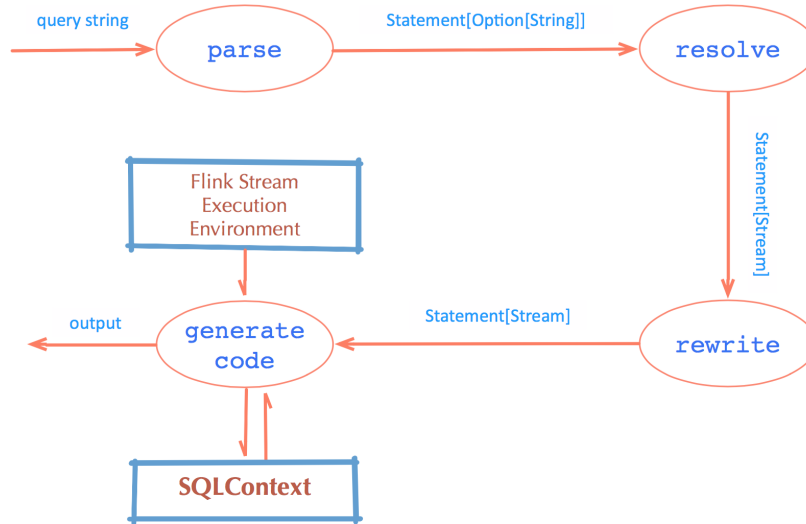 query string
parse
Statement[Option[String]]
resolve
Statement[Stream]
Flink Stream
Execution
Environment
output
generate
code
Statement[Stream]
rewrite
SQLContext